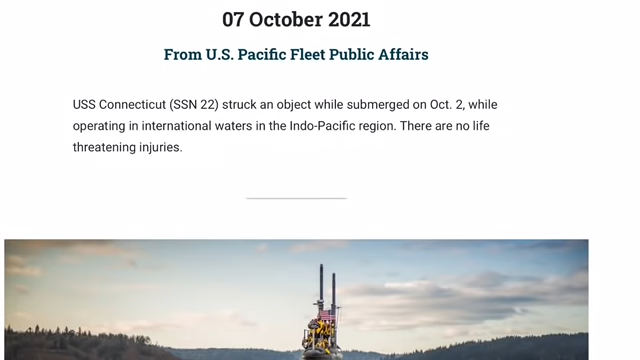 07 October 2021
From U.S. Pacific Fleet Public Affairs
USS Connecticut (SSN 22) struck an object while submerged on Oct. 2, while
operating in international waters in the Indo-Pacific region. There are no life
threatening injuries.